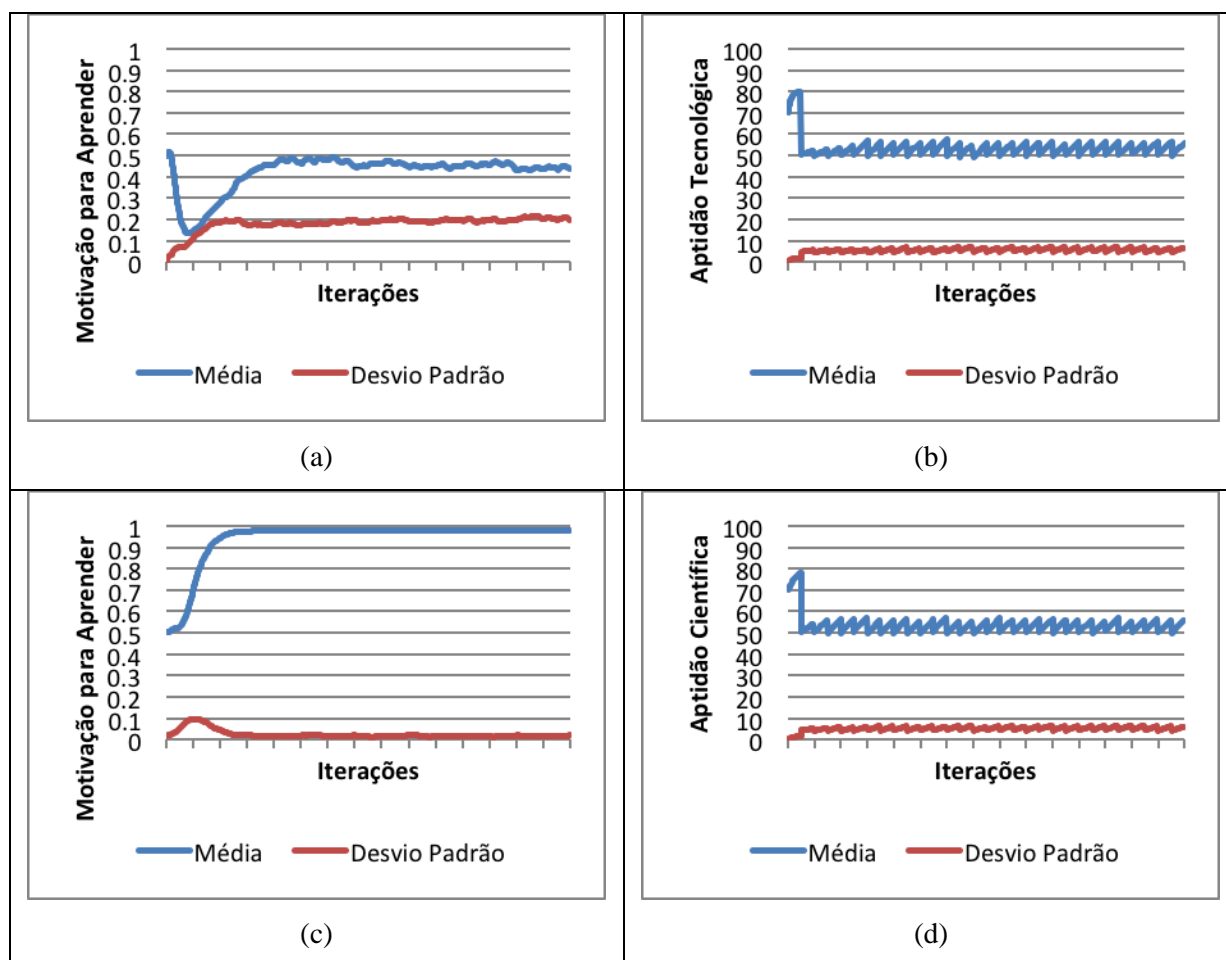 Motivação para Aprender
1
0.9
0.8
0.7
0.6
0.5
0.4
0.3
0.2
0.1
0
Iterações
Média Desvio Padrão
(a)
Aptidão Tecnológica
100
90
80
70
60
50
40
30
20
10
0
Iterações
Média Desvio Padrão
(b)
Motivação para Aprender
1
0.9
0.8
0.7
0.6
0.5
0.4
0.3
0.2
0.1
0
Iterações
Média Desvio Padrão
(c)
Aptidão Científica
100
90
80
70
60
50
40
30
20
10
0
Iterações
Média Desvio Padrão
(d)